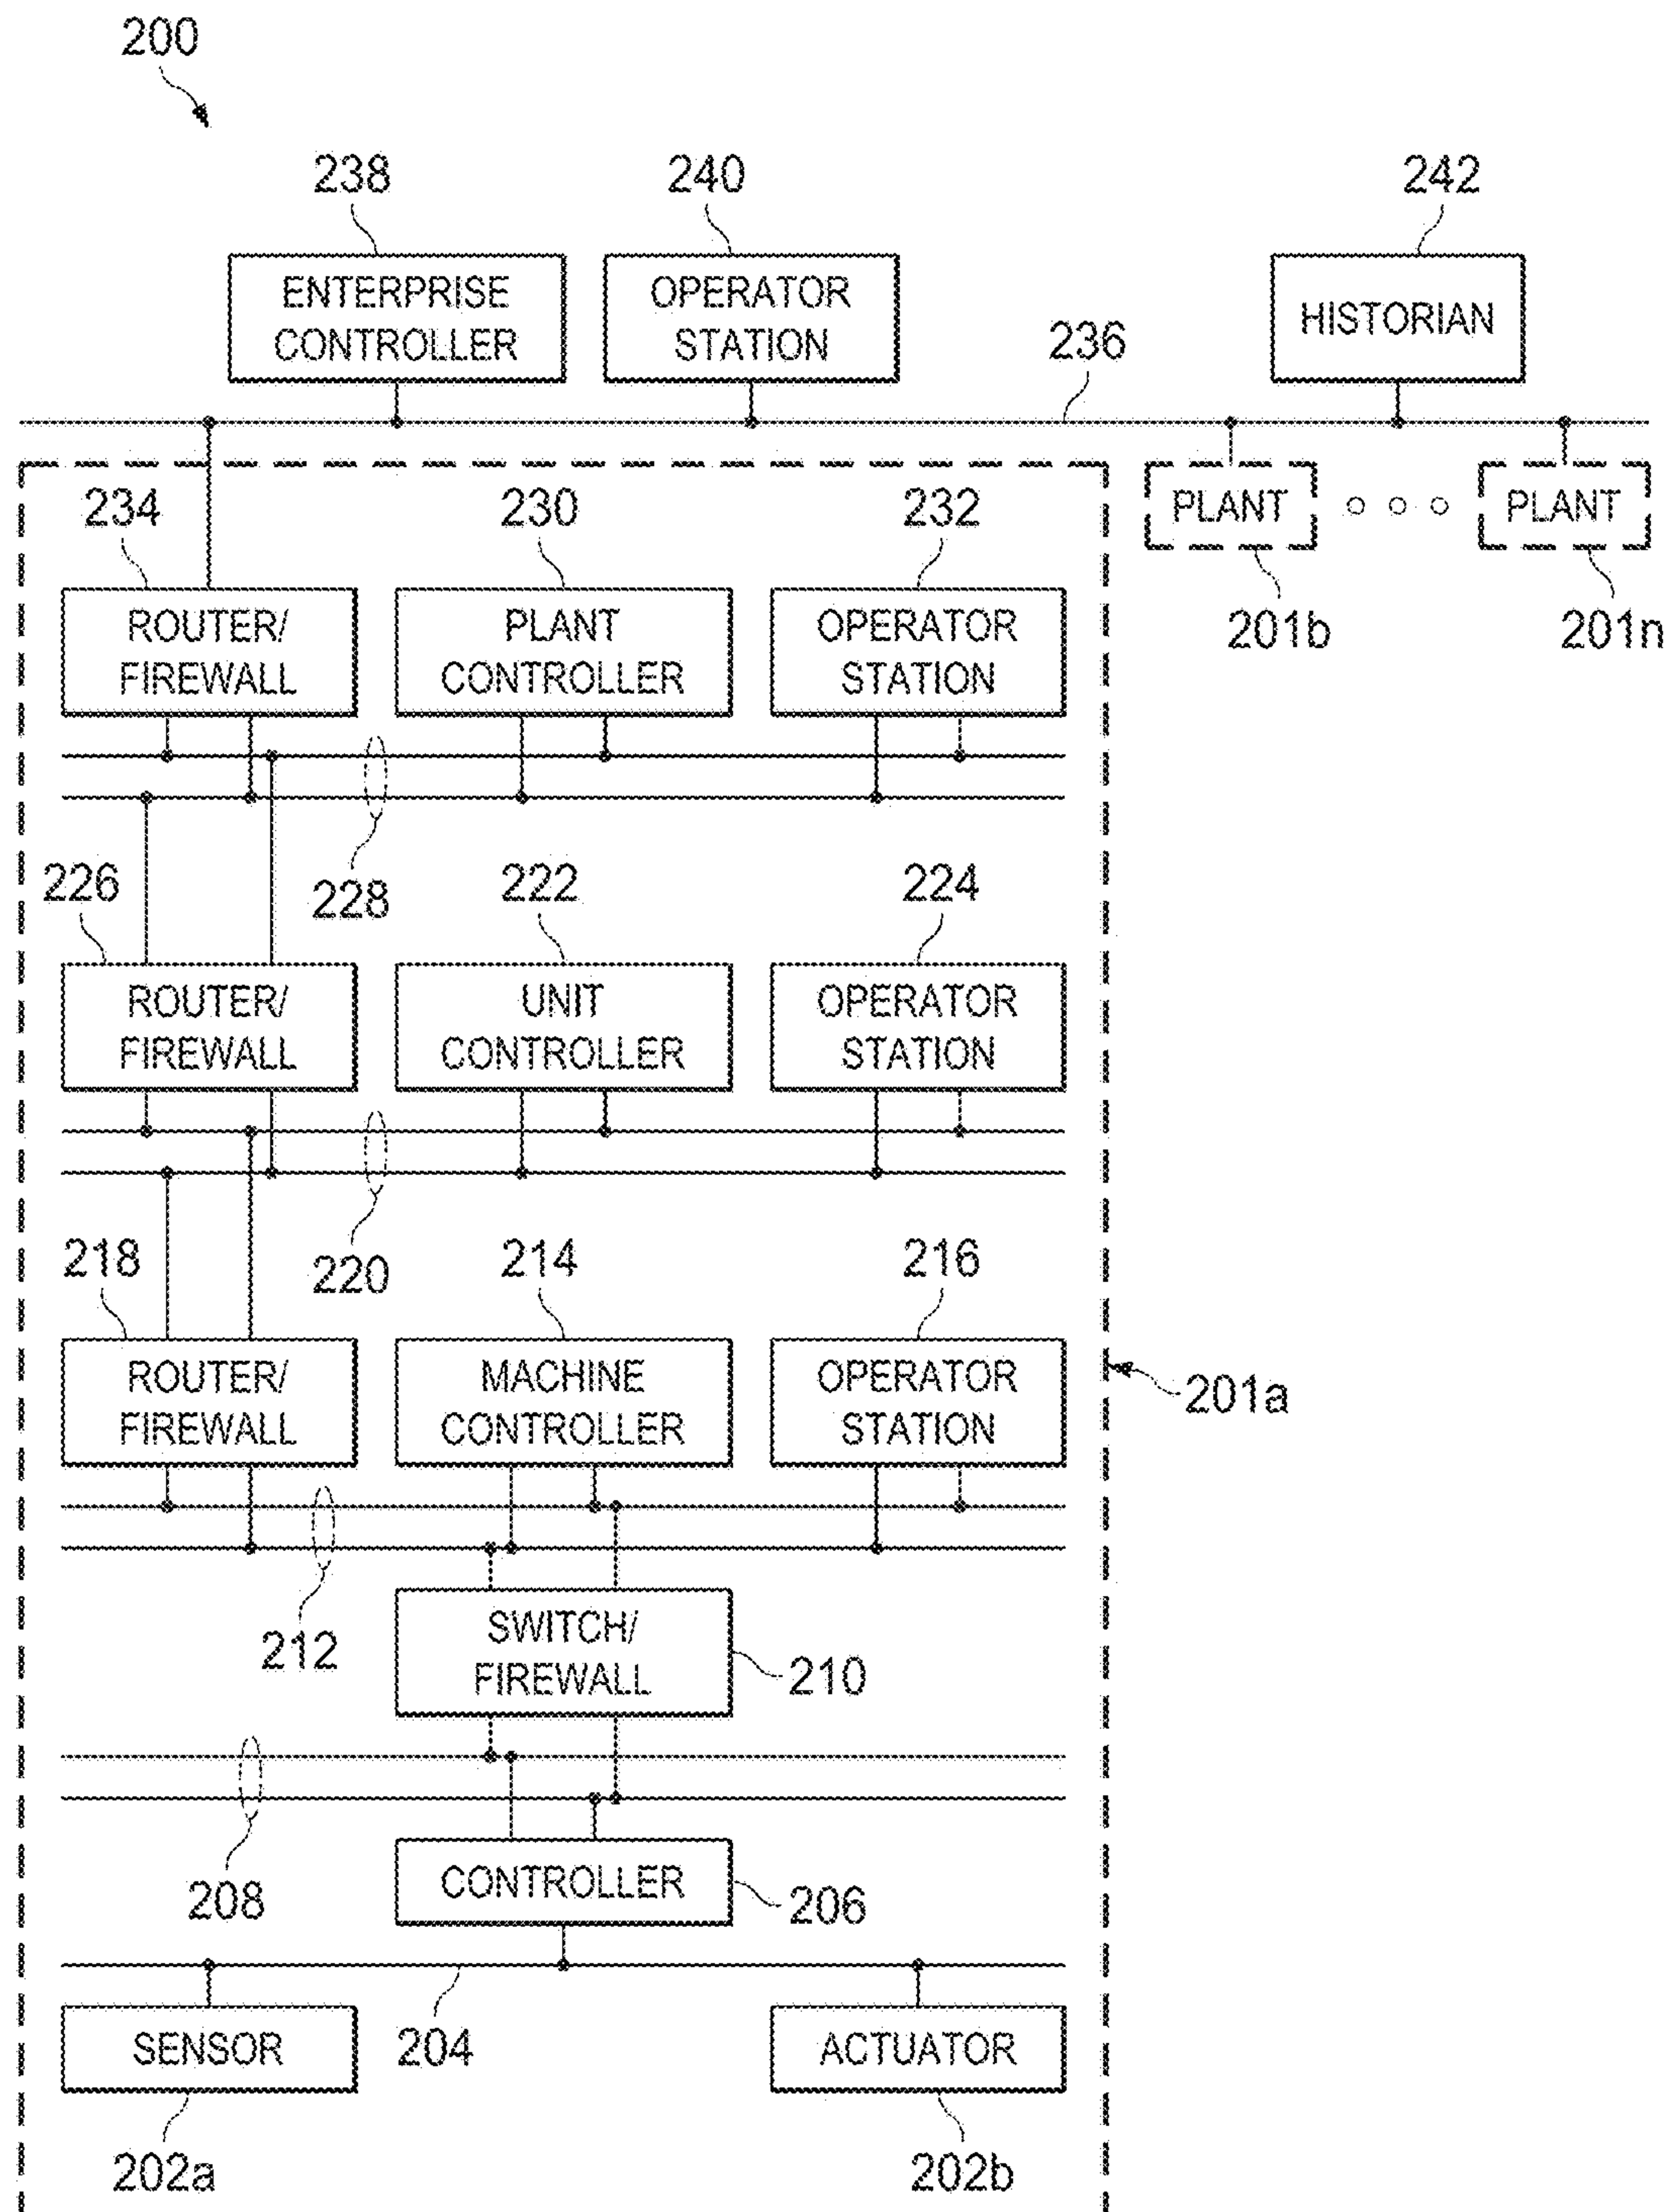 200
238
240
242
ENTERPRISE
CONTROLLER
OPERATOR
STATION
HISTORIAN
236
234
230
232
PLANT
PLANT
201b
201n
ROUTER/
FIREWALL
PLANT
CONTROLLER
OPERATOR
STATION
228
226
222
224
ROUTER/
FIREWALL
UNIT
CONTROLLER
OPERATOR
STATION
220
218
214
216
ROUTER/
FIREWALL
MACHINE
CONTROLLER
OPERATOR
STATION
201a
212
SWITCH/
FIREWALL
210
208
CONTROLLER
206
204
SENSOR
ACTUATOR
202a
202b